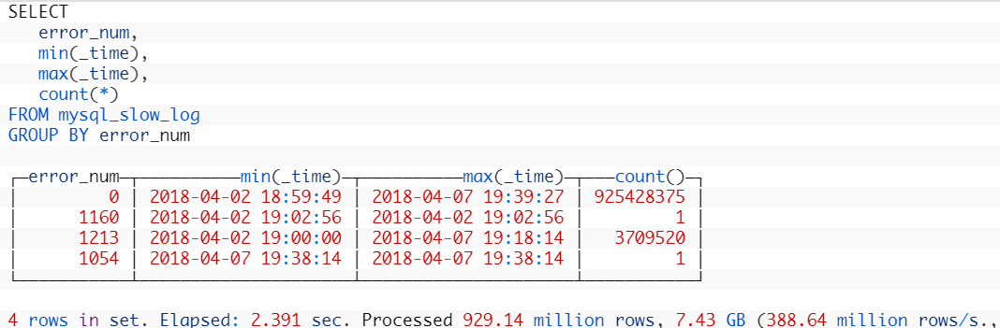 SELECT
error_num,
min(_time),
max(_time),
count(*)
FROM mysql_slow_log
GROUP BY error_num
┌─error_num─┬──────────min(_time)─┬──────────max(_time)─┬───count()─┐
│ 0 │ 2018-04-02 18:59:49 │ 2018-04-07 19:39:27 │ 925428375 │
│ 1160 │ 2018-04-02 19:02:56 │ 2018-04-02 19:02:56 │ 1 │
│ 1213 │ 2018-04-02 19:00:00 │ 2018-04-07 19:18:14 │ 3709520 │
│ 1054 │ 2018-04-07 19:38:14 │ 2018-04-07 19:38:14 │ 1 │
└───────────┴─────────────────────┴─────────────────────┴───────────┘
4 rows in set. Elapsed: 2.391 sec. Processed 929.14 million rows, 7.43 GB (388.64 million rows/s.,